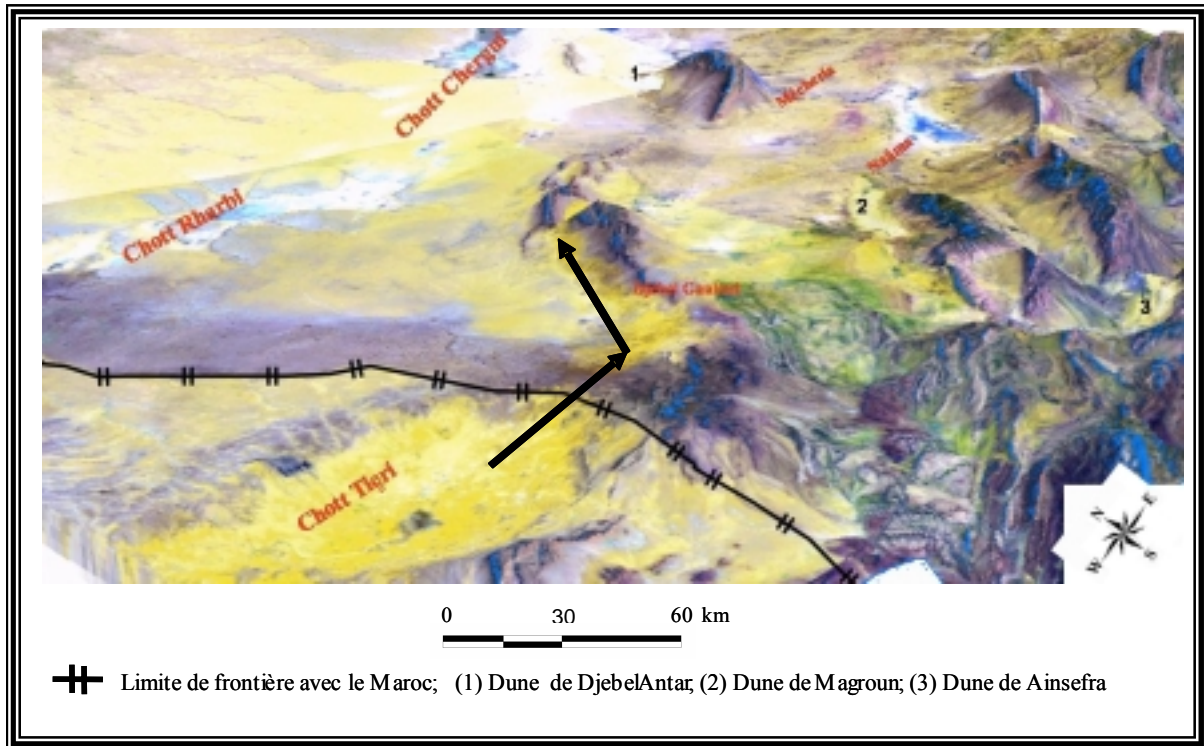 Chott Chergui
1
Mécheria
Naâma
2
Chott Rharbi
3
Chott Tigri
N
E
W
S
0 30 60 km
Limite de frontière avec le Maroc; (1) Dune de DjebelAntar, (2) Dune de Magroun; (3) Dune de Ainsefra